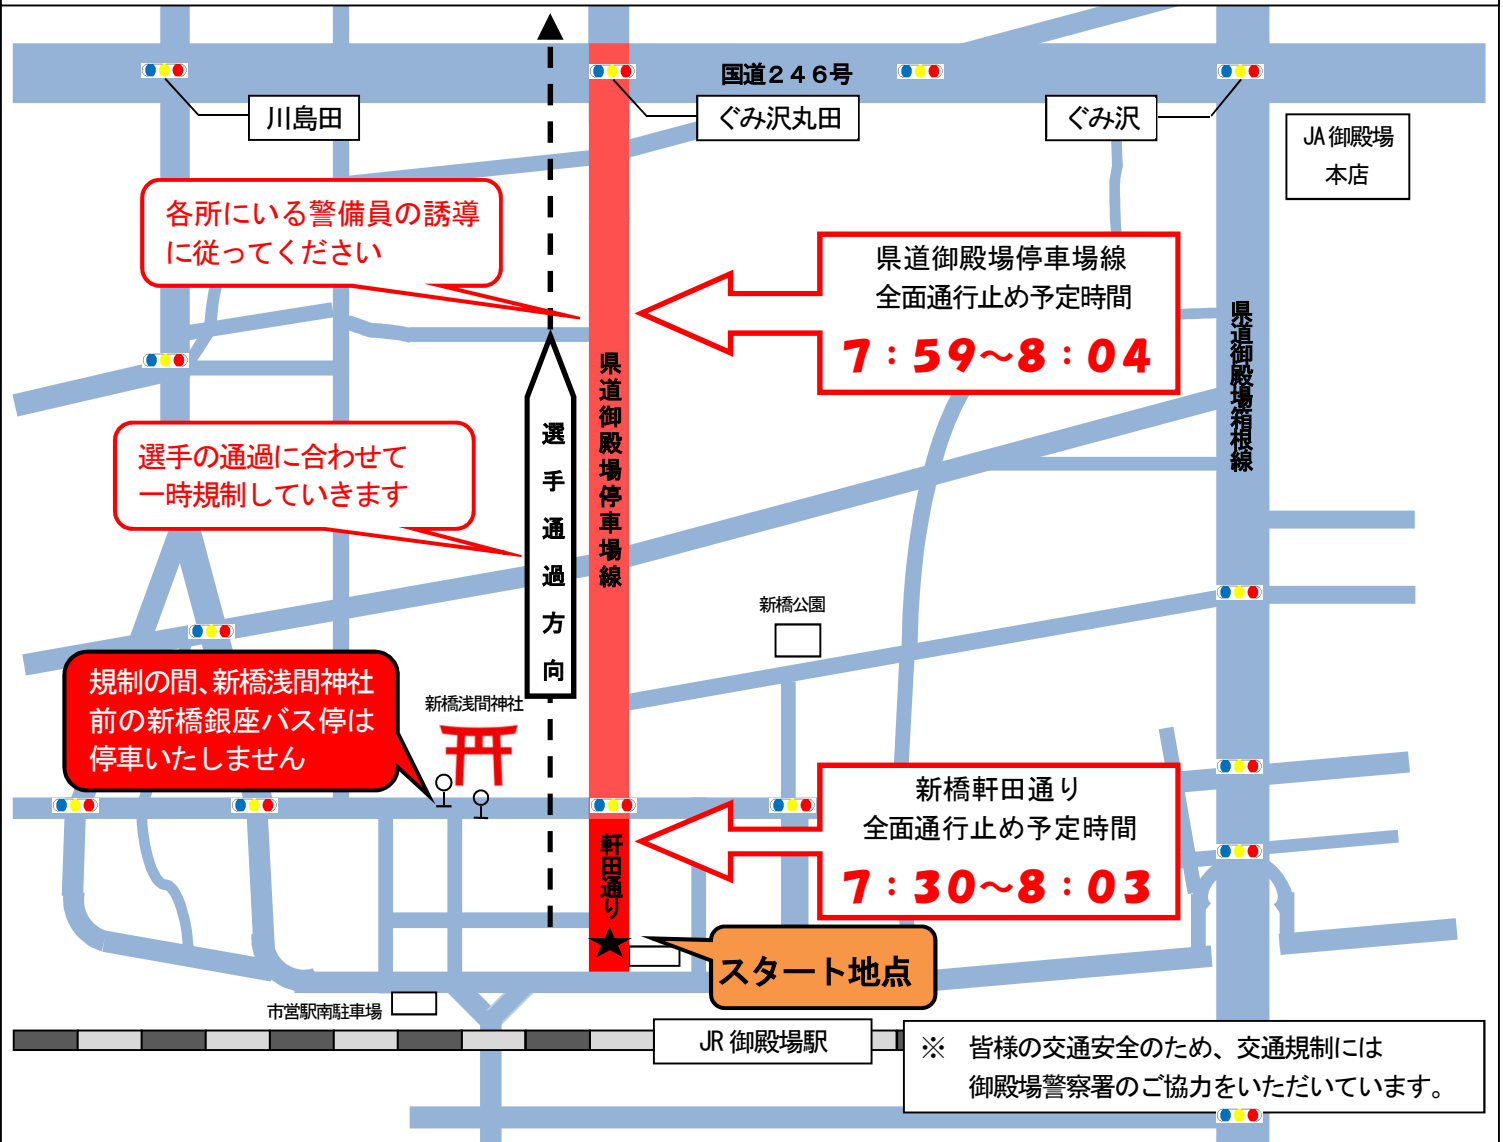 国道２４６号
川島田
ぐみ沢丸田
ぐみ沢
JA御殿場
本店
各所にいる警備員の誘導
に従ってください
県道御殿場停車場線
全面通行止め予定時間
７：５９～８：０４
県道御殿場箱根線
県道御殿場停車場線
選手通過方向
選手の通過に合わせて
一時規制していきます
新橋公園
規制の間、新橋浅間神社
前の新橋銀座バス停は
停車いたしません
新橋浅間神社
新橋軒田通り
全面通行止め予定時間
７：３０～８：０３
軒田通り
スタート地点
市営駅南駐車場
JR 御殿場駅
※　皆様の交通安全のため、交通規制には
御殿場警察署のご協力をいただいています。